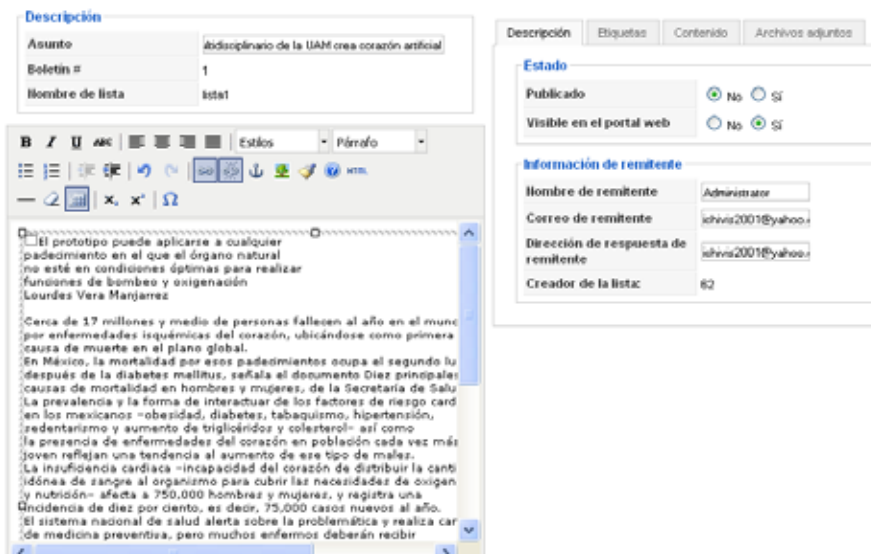 Descripción
Asunto
itidisciplinario de la UAM crea corazón artificial
Boletín #
1
Nombre de lista
lista1
B I U ABC
Estilos
Párrafo
HTML
El prototipo puede aplicarse a cualquier
padecimiento en el que el órgano natural
no esté en condiciones óptimas para realizar
funciones de bombeo y oxigenación
Lourdes Vera Manjarrez
Cerca de 17 millones y medio de personas fallecen al año en el mund
por enfermedades isquémicas del corazón, ubicándose como primera
causa de muerte en el plano global.
En México, la mortalidad por esos padecimientos ocupa el segundo lu
después de la diabetes mellitus, señala el documento Diez principales
causas de mortalidad en hombres y mujeres, de la Secretaría de Salu
La prevalencia y la forma de interactuar de los factores de riesgo card
en los mexicanos –obesidad, diabetes, tabaquismo, hipertensión,
sedentarismo y aumento de triglicéridos y colesterol– así como
la presencia de enfermedades del corazón en población cada vez más
joven reflejan una tendencia al aumento de ese tipo de males.
La insuficiencia cardiaca –incapacidad del corazón de distribuir la canti
idónea de sangre al organismo para cubrir las necesidades de oxigen
y nutrición– afecta a 750,000 hombres y mujeres, y registra una
incidencia de diez por ciento, es decir, 75,000 casos nuevos al año.
El sistema nacional de salud alerta sobre la problemática y realiza car
de medicina preventiva, pero muchos enfermos deberán recibir
Descripción Etiquetas Contenido Archivos adjuntos
Estado
Publicado
No Sí
Visible en el portal web
No Sí
Información de remitente
Nombre de remitente
Administrator
Correo de remitente
ichivis2001@yahoo.
Dirección de respuesta de
remitente
ichivis2001@yahoo.
Creador de la lista:
62